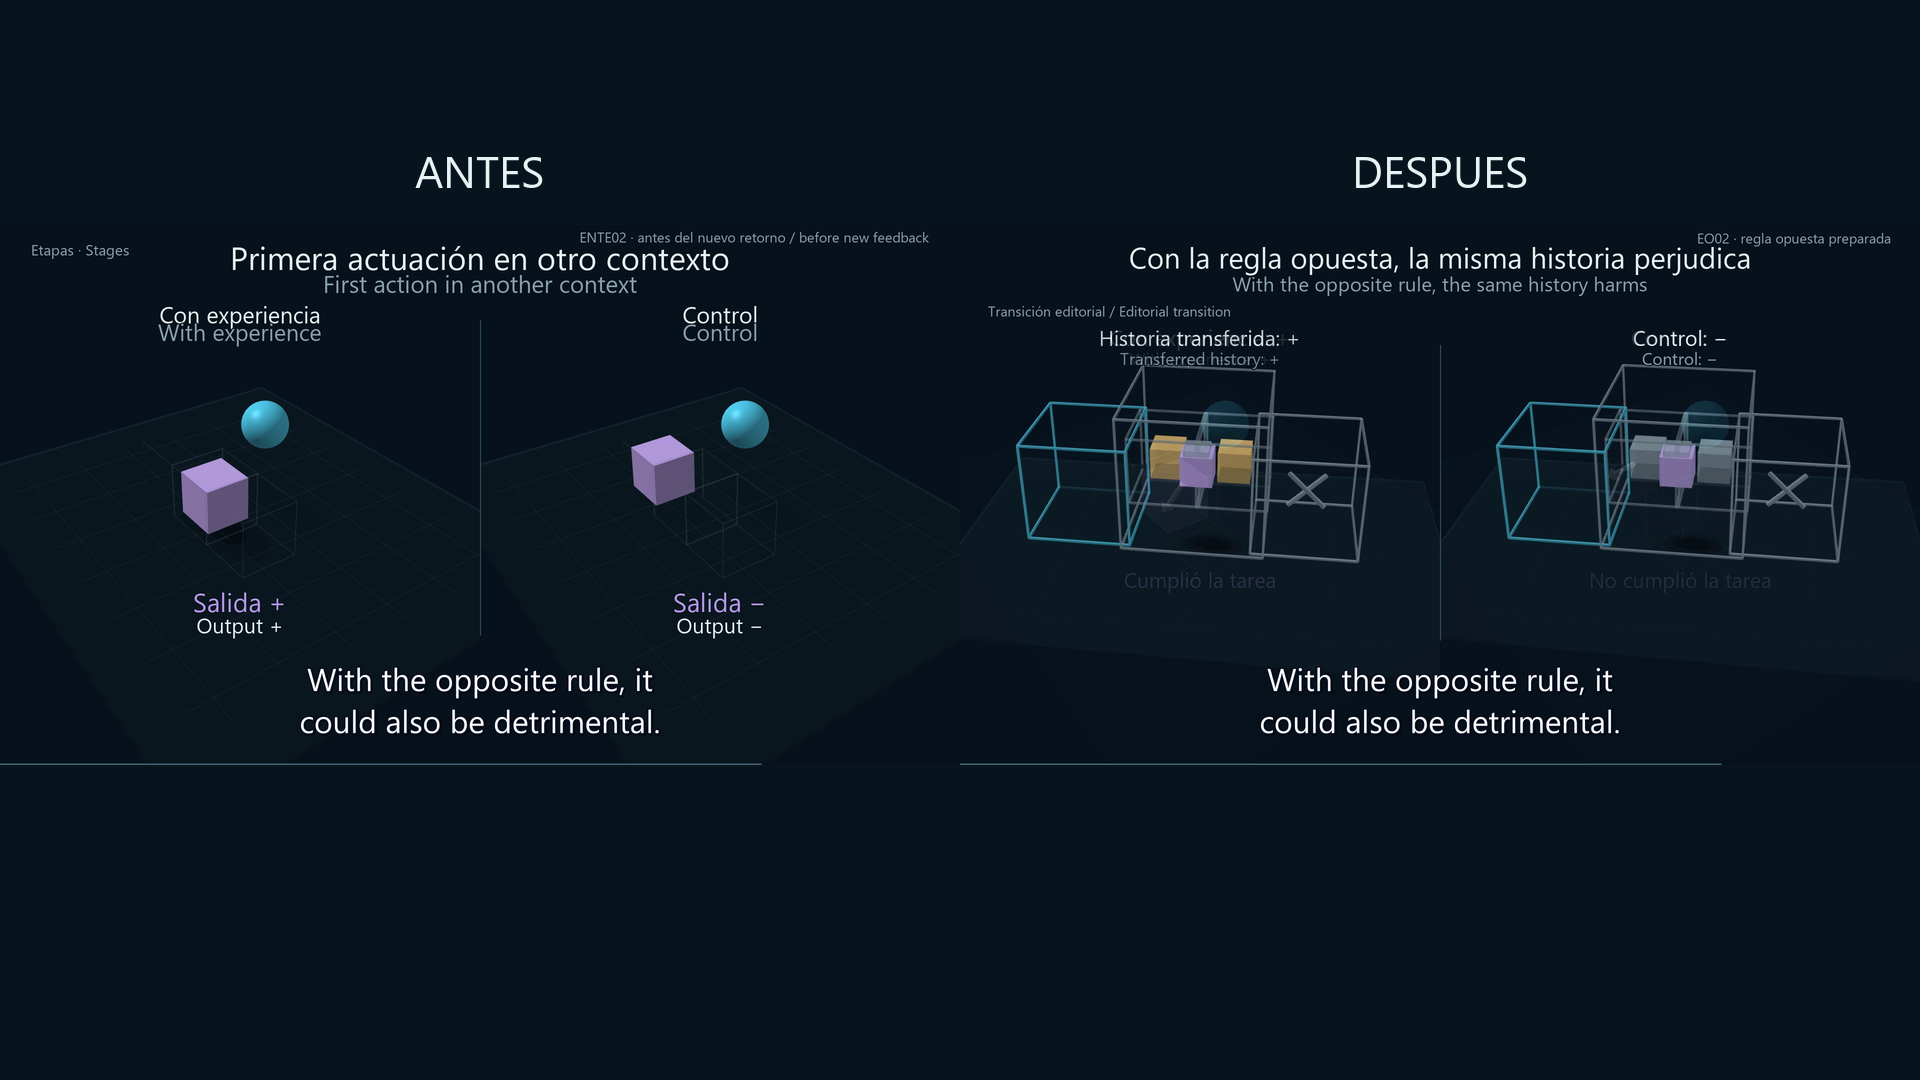 ANTES
ENTE02 · antes del nuevo retorno / before new feedback
Etapas · Stages
Primera actuación en otro contexto
First action in another context
Con experiencia
With experience
Control
Control
Salida +
Output +
Salida −
Output −
With the opposite rule, it
could also be detrimental.
DESPUES
EO02 · regla opuesta preparada
Con la regla opuesta, la misma historia perjudica
With the opposite rule, the same history harms
Transición editorial / Editorial transition
Historia transferida: +
Transferred history: +
Control: −
Control: −
Cumplió la tarea
No cumplió la tarea
With the opposite rule, it
could also be detrimental.